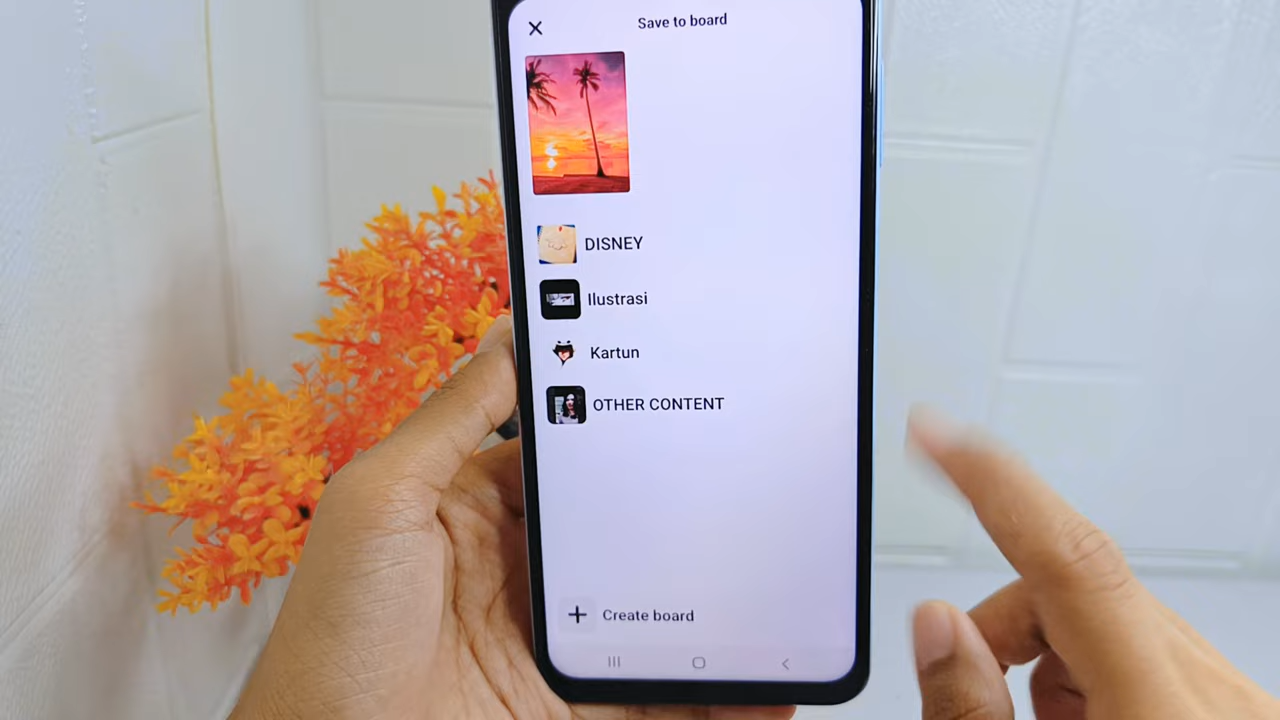 Save to board
DISNEY
Ilustrasi
Kartun
OTHER CONTENT
Create board